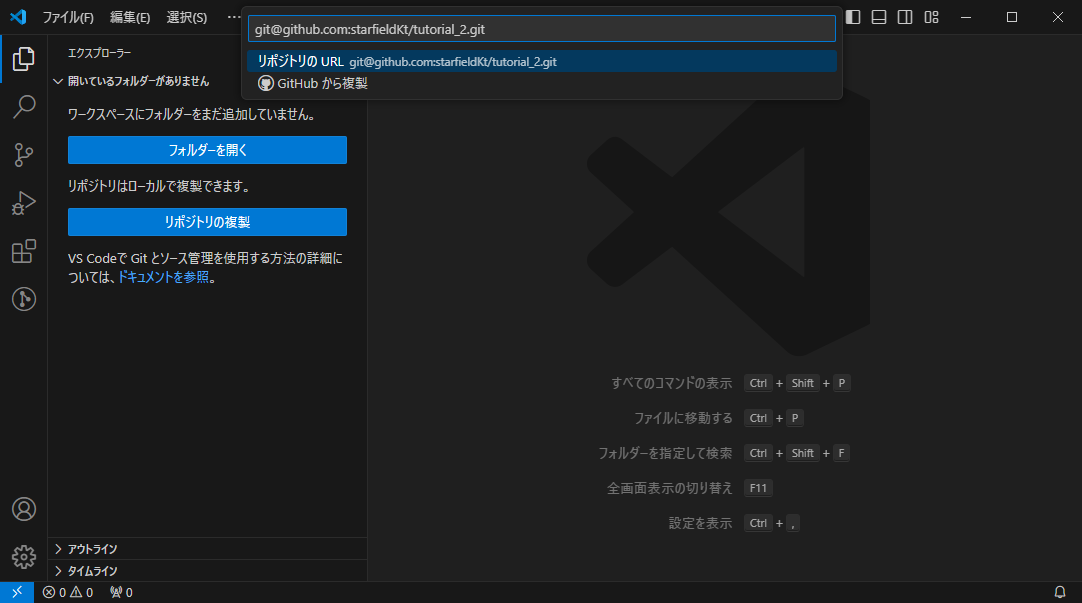 ファイル(F) 編集(E) 選択(S) ···
git@github.com:starfieldKt/tutorial_2.git
リポジトリの URL git@github.com:starfieldKt/tutorial_2.git
GitHub から複製
エクスプローラー
開いているフォルダーがありません
ワークスペースにフォルダーをまだ追加していません。
フォルダーを開く
リポジトリはローカルで複製できます。
リポジトリの複製
VS Codeで Git とソース管理を使用する方法の詳細に
ついては、ドキュメントを参照。
すべてのコマンドの表示 Ctrl + Shift + P
ファイルに移動する Ctrl + P
フォルダーを指定して検索 Ctrl + Shift + F
全画面表示の切り替え F11
設定を表示 Ctrl + ,
アウトライン
タイムライン
0 0 0